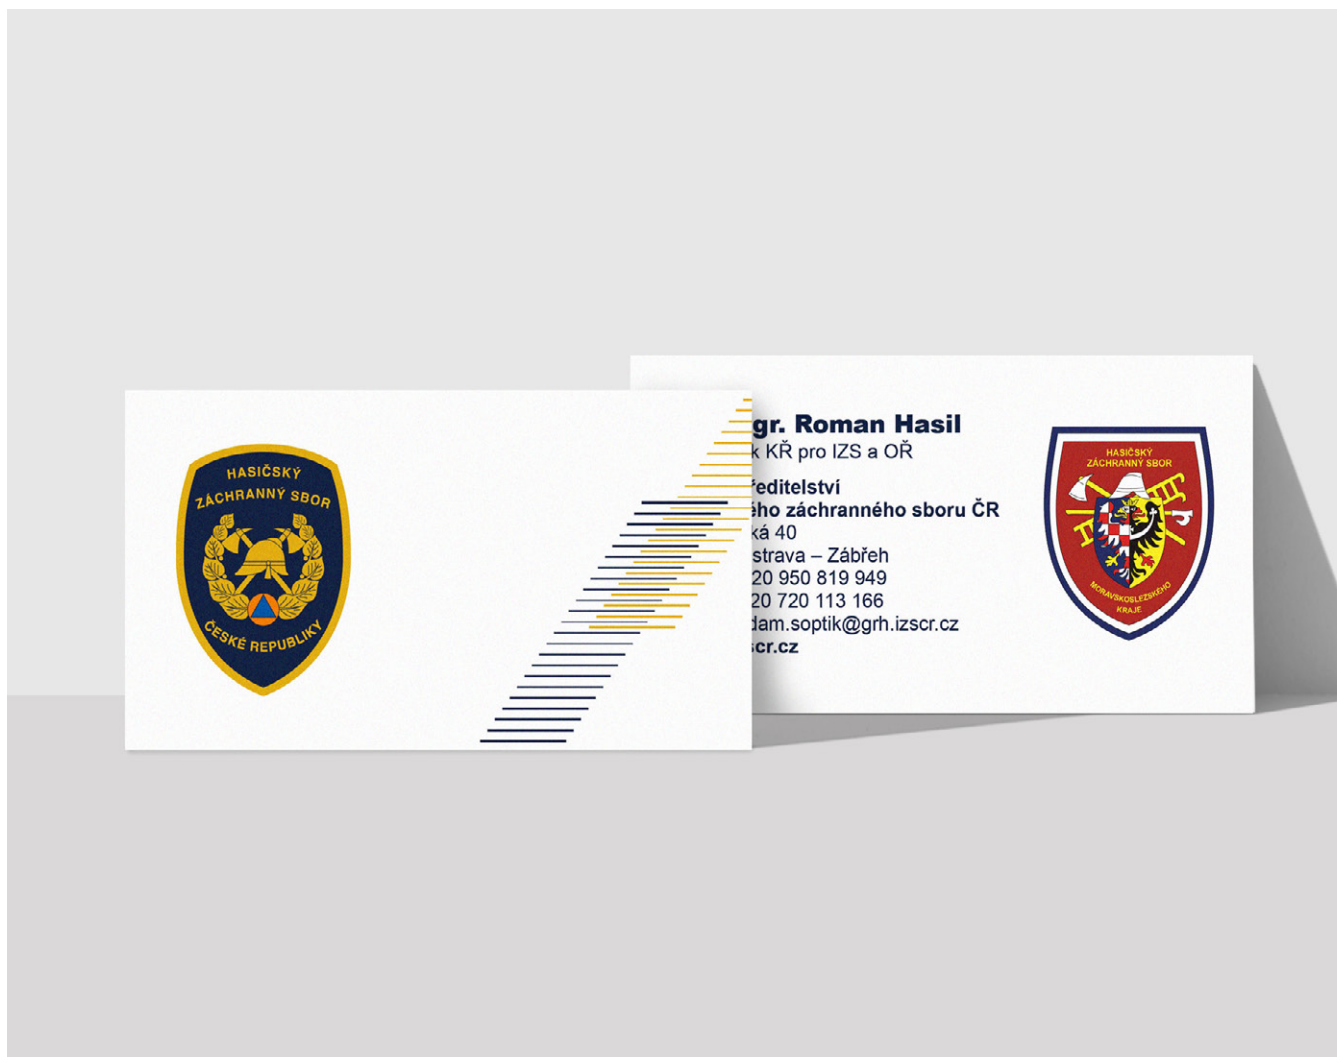 HASIČSKÝ
ZÁCHRANNÝ SBOR
ČESKÉ REPUBLIKY
gr. Roman Hasil
k KŘ pro IZS a OŘ
ředitelství
ého záchranného sboru ČR
ká 40
strava – Zábřeh
20 950 819 949
20 720 113 166
dam.soptik@grh.izscr.cz
scr.cz
HASIČSKÝ
ZÁCHRANNÝ SBOR
MORAVSKOSLEZSKÉHO
KRAJE